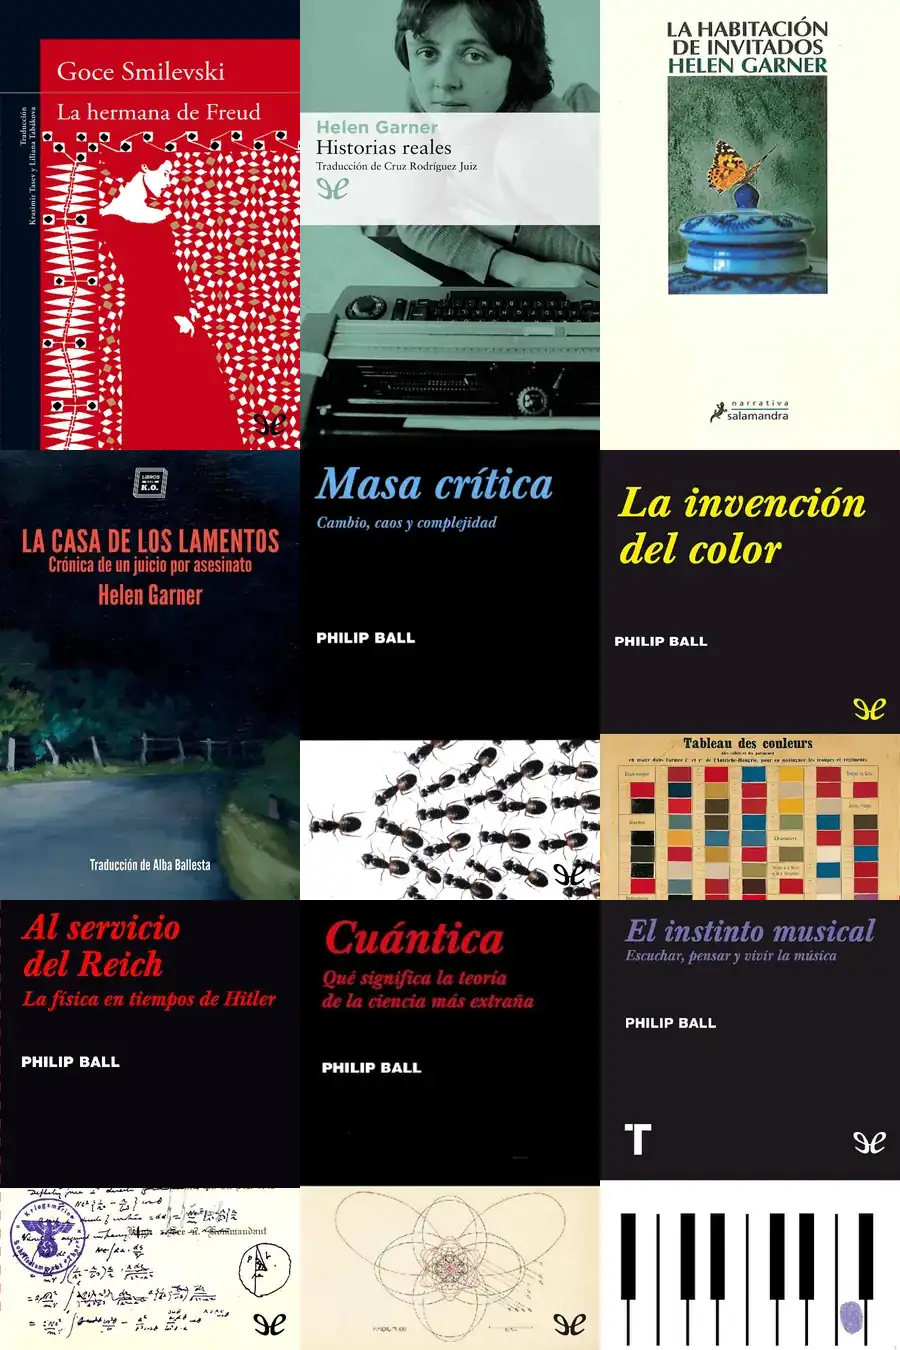 Goce Smilevski
La hermana de Freud
Traducción
Krasimir Tasev y Liliana Tabákova
Helen Garner
Historias reales
Traducción de Cruz Rodríguez Juiz
LA HABITACIÓN
DE INVITADOS
HELEN GARNER
narrativa
salamandra
LIBROS
DEL
K.O.
LA CASA DE LOS LAMENTOS
Crónica de un juicio por asesinato
Helen Garner
Traducción de Alba Ballesta
Masa crítica
Cambio, caos y complejidad
PHILIP BALL
La invención
del color
PHILIP BALL
Tableau des couleurs
Al servicio
del Reich
La física en tiempos de Hitler
PHILIP BALL
Cuántica
Qué significa la teoría
de la ciencia más extraña
PHILIP BALL
El instinto musical
Escuchar, pensar y vivir la música
PHILIP BALL
T